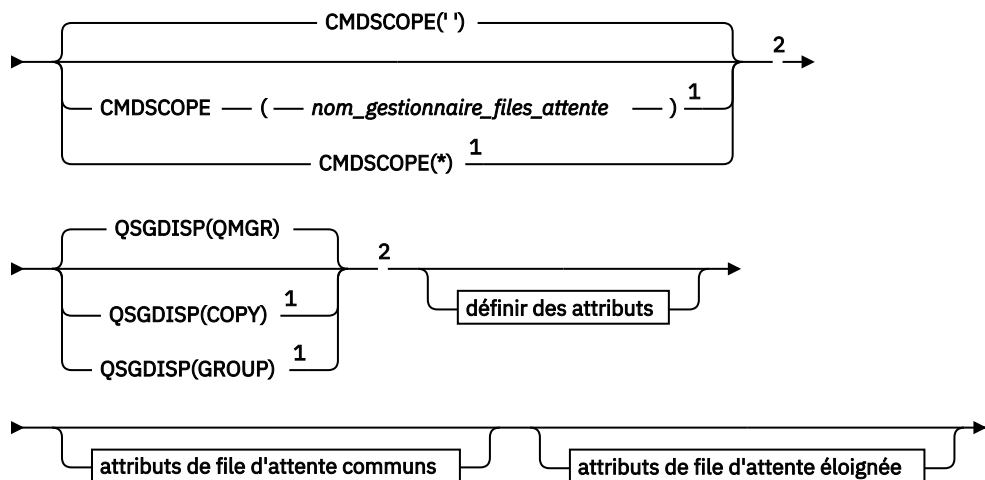 CMDSCOPE(' ')
2
CMDSCOPE ( nom_gestionnaire_files_attente ) 1
CMDSCOPE(*) 1
QSGDISP(QMGR)
2
QSGDISP(COPY) 1
définir des attributs
QSGDISP(GROUP) 1
attributs de file d'attente communs
attributs de file d'attente éloignée